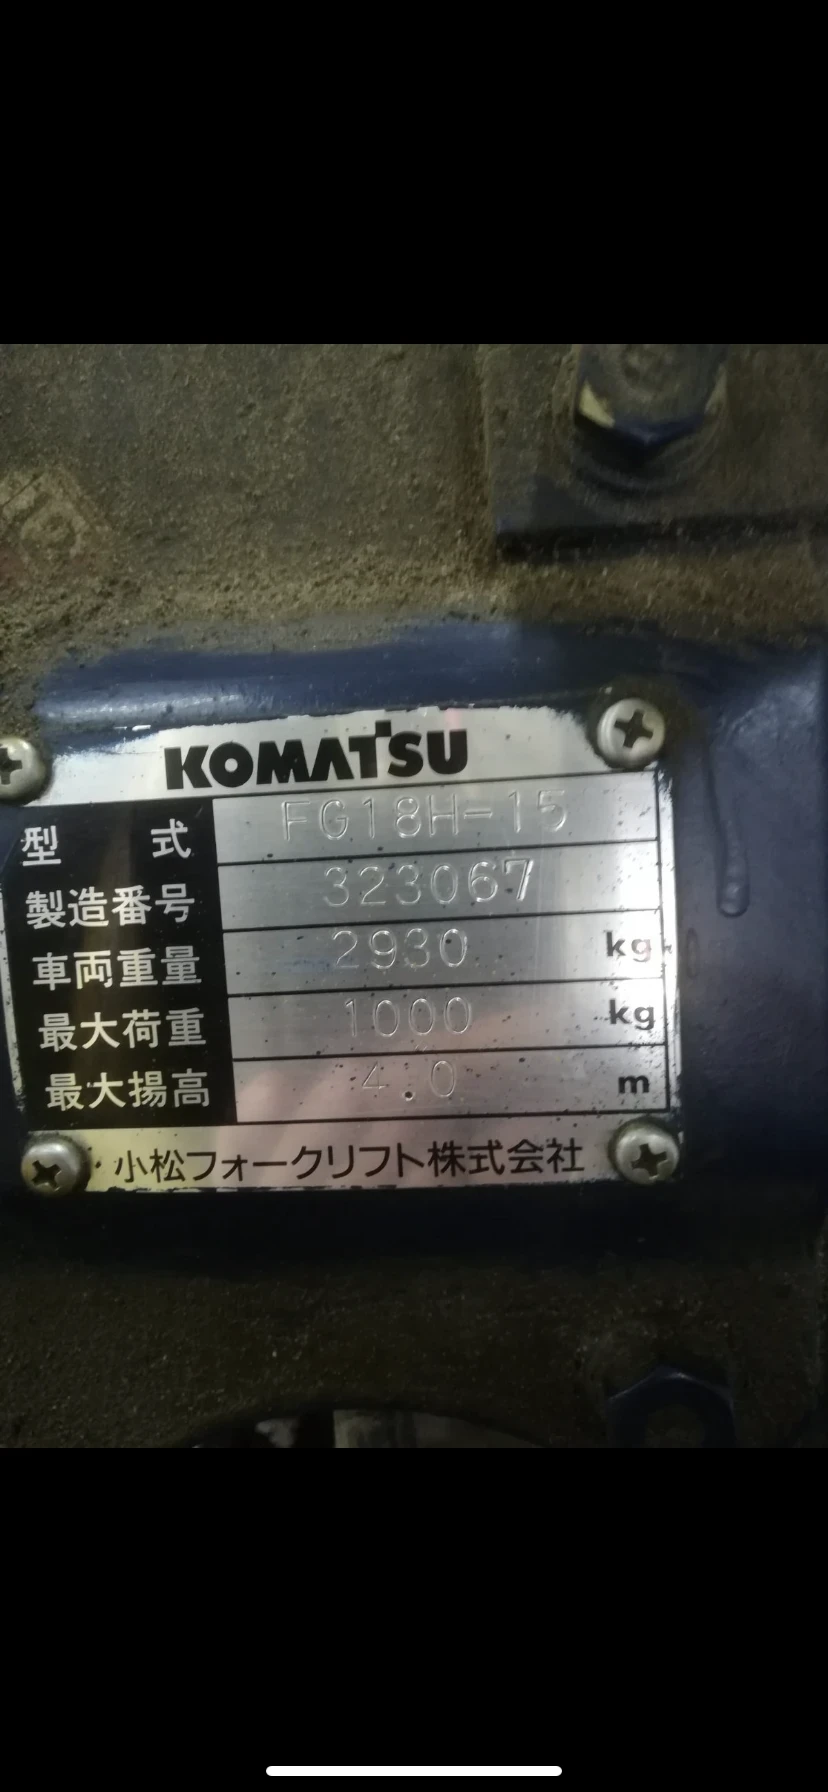 KOMATSU
型式 FG18H-15
製造番号 323067
車両重量 2930 kg
最大荷重 1000 kg
最大揚高 4.0 m
小松フォークリフト株式会社